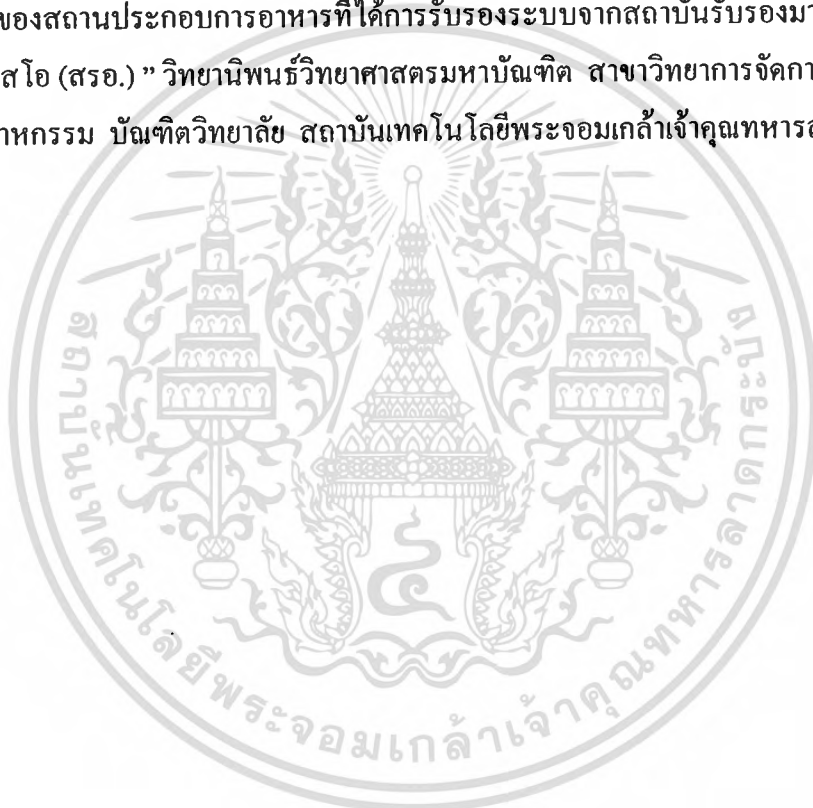 ของสถานประกอบการอาหารที่ได้การรับรองระบบจากสถาบันรับรองมา
สโอ (สรอ.) ” วิทยานิพนธ์วิทยาศาสตรมหาบัณฑิต สาขาวิทยาการจัดกา
าหกรรม บัณฑิตวิทยาลัย สถาบันเทคโนโลยีพระจอมเกล้าเจ้าคุณทหารล
สถาบันเทคโนโลยีพระจอมเกล้าเจ้าคุณทหารลาดกระบัง
๔